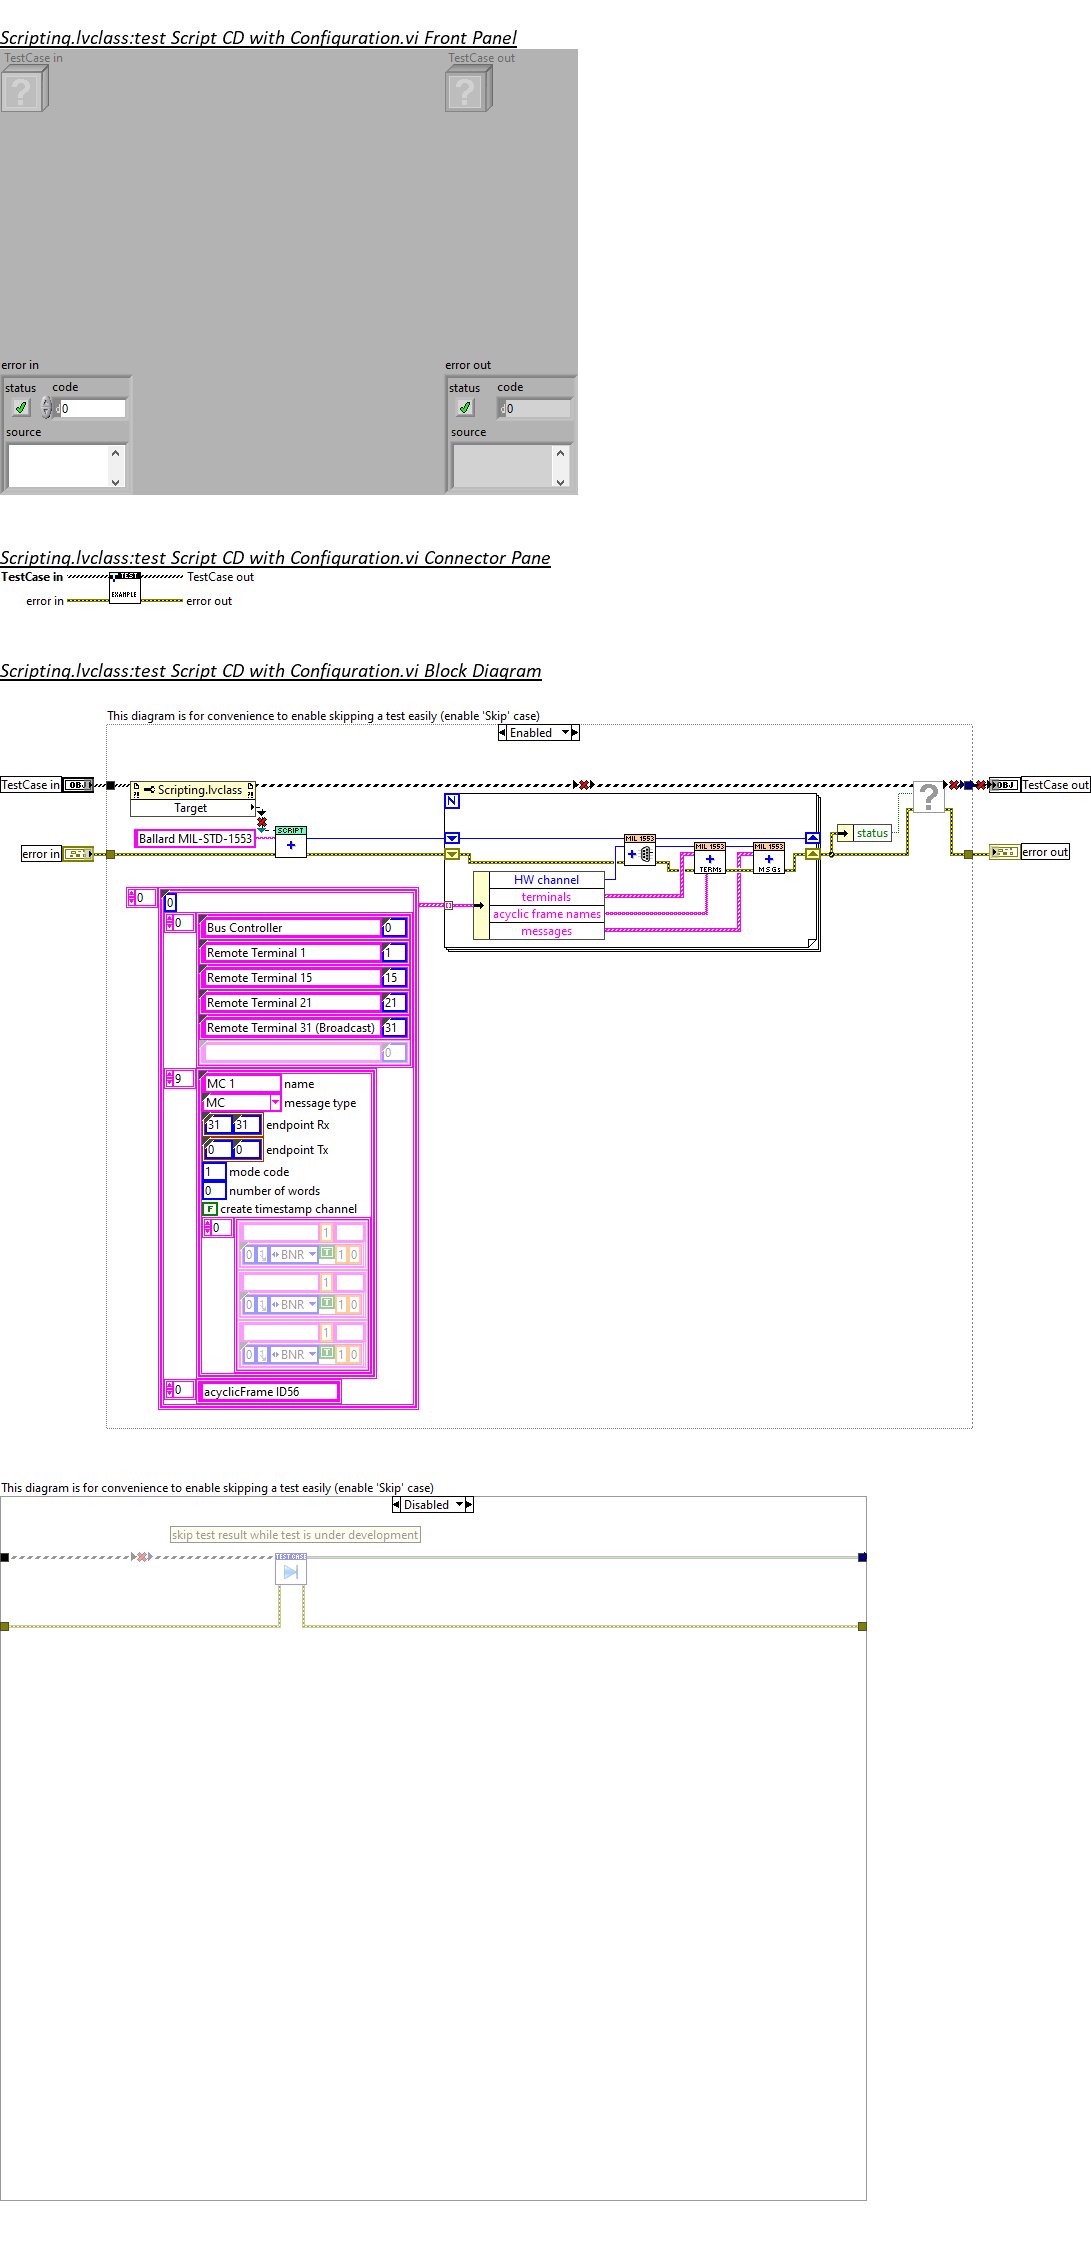 Scripting.lvclass:test Script CD with Configuration.vi Front Panel
TestCase in
TestCase out
?
?
error in
error out
status code
status code
0
0
source
source
Scripting.lvclass:test Script CD with Configuration.vi Connector Pane
TestCase in
TEST
TestCase out
EXAMPLE
error in
error out
Scripting.lvclass:test Script CD with Configuration.vi Block Diagram
This diagram is for convenience to enable skipping a test easily (enable 'Skip' case)
Enabled
TestCase in
OBJ
Scripting.lvclass
Target
OBJ
TestCase out
?
N
Ballard MIL-STD-1553
SCRIPT
error in
MIL 1553
MIL 1553
TERMs
MIL 1553
MSGs
status
error out
HW channel
terminals
acyclic frame names
messages
0
0
0
Bus Controller 0
Remote Terminal 1 1
Remote Terminal 15 15
Remote Terminal 21 21
Remote Terminal 31 (Broadcast) 31
0
9
MC 1 name
MC message type
31 31 endpoint Rx
0 0 endpoint Tx
1 mode code
0 number of words
F create timestamp channel
0
1
0 BNR T 1 0
1
0 BNR T 1 0
1
0 BNR T 1 0
0
acyclicFrame ID56
This diagram is for convenience to enable skipping a test easily (enable 'Skip' case)
Disabled
skip test result while test is under development
TEST CASE